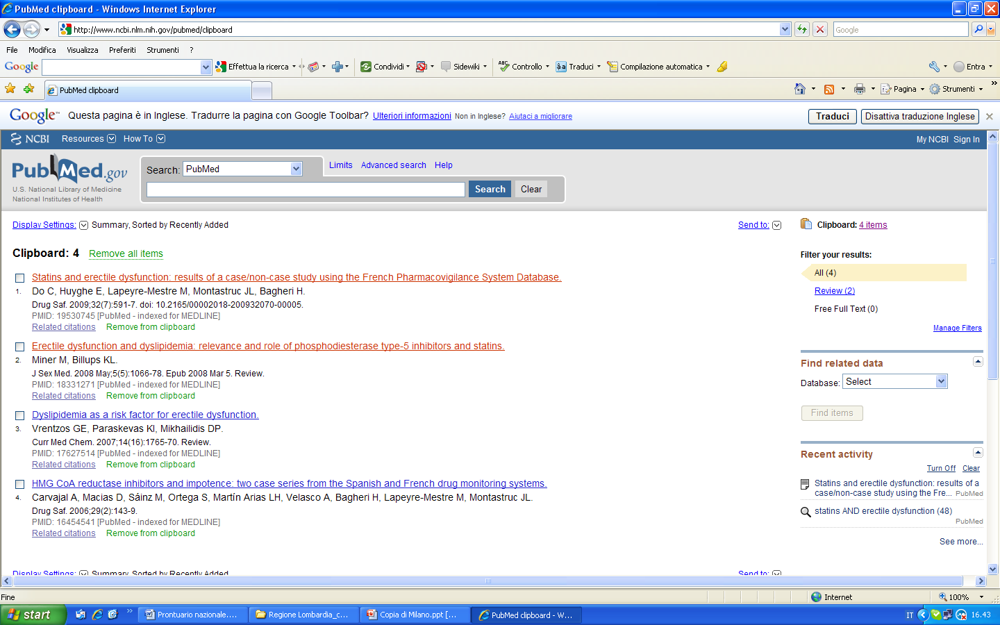 PubMed clipboard - Windows Internet Explorer
http://www.ncbi.nlm.nih.gov/pubmed/clipboard
Google
File Modifica Visualizza Preferiti Strumenti ?
Google Effettua la ricerca Condividi Sidewiki Controllo Traduci Compilazione automatica Entra
PubMed clipboard
Pagina Strumenti »
Google™ Questa pagina è in Inglese. Tradurre la pagina con Google Toolbar? Ulteriori informazioni Non in Inglese? Aiutaci a migliorare Traduci Disattiva traduzione Inglese
NCBI Resources How To My NCBI Sign In
PubMed.gov
U.S. National Library of Medicine
National Institutes of Health
Search: PubMed Limits Advanced search Help
Search Clear
Display Settings: Summary, Sorted by Recently Added Send to:
Clipboard: 4 Remove all items
Statins and erectile dysfunction: results of a case/non-case study using the French Pharmacovigilance System Database.
1. Do C, Huyghe E, Lapeyre-Mestre M, Montastruc JL, Bagheri H.
Drug Saf. 2009;32(7):591-7. doi: 10.2165/00002018-200932070-00005.
PMID: 19530745 [PubMed - indexed for MEDLINE]
Related citations Remove from clipboard
Erectile dysfunction and dyslipidemia: relevance and role of phosphodiesterase type-5 inhibitors and statins.
2. Miner M, Billups KL.
J Sex Med. 2008 May;5(5):1066-78. Epub 2008 Mar 5. Review.
PMID: 18331271 [PubMed - indexed for MEDLINE]
Related citations Remove from clipboard
Dyslipidemia as a risk factor for erectile dysfunction.
3. Vrentzos GE, Paraskevas KI, Mikhailidis DP.
Curr Med Chem. 2007;14(16):1765-70. Review.
PMID: 17627514 [PubMed - indexed for MEDLINE]
Related citations Remove from clipboard
HMG CoA reductase inhibitors and impotence: two case series from the Spanish and French drug monitoring systems.
4. Carvajal A, Macias D, Sáinz M, Ortega S, Martín Arias LH, Velasco A, Bagheri H, Lapeyre-Mestre M, Montastruc JL.
Drug Saf. 2006;29(2):143-9.
PMID: 16454541 [PubMed - indexed for MEDLINE]
Related citations Remove from clipboard
Display Settings: Summary, Sorted by Recently Added Send to:
Clipboard: 4 items
Filter your results:
All (4)
Review (2)
Free Full Text (0)
Manage Filters
Find related data
Database: Select
Find items
Recent activity
Turn Off Clear
Statins and erectile dysfunction: results of a
case/non-case study using the Fre... PubMed
statins AND erectile dysfunction (48)
PubMed
See more...
Fine Internet 100%
start » Prontuario nazionale.... Regione Lombardia_c... Copia di Milano.ppt [... PubMed clipboard - W... IT 16.43